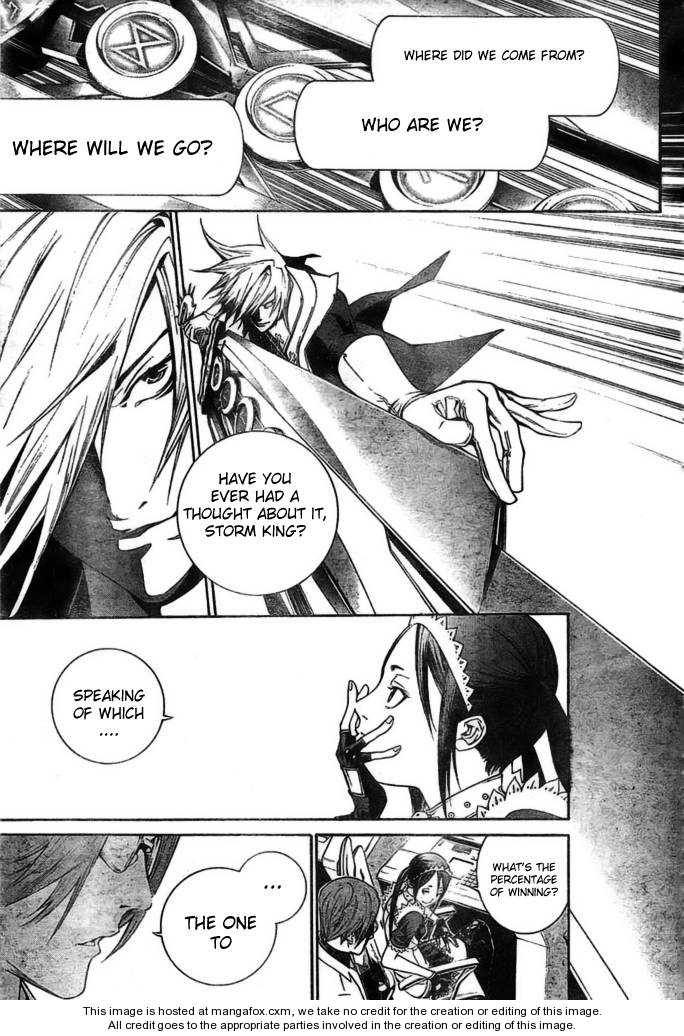 WHERE DID WE COME FROM?
WHO ARE WE?
WHERE WILL WE GO?
HAVE YOU
EVER HAD A
THOUGHT ABOUT IT,
STORM KING?
SPEAKING
OF WHICH
....
WHAT'S THE
PERCENTAGE
OF WINNING?
...
THE ONE
TO
This image is hosted at mangafox.cxm, we take no credit for the creation or editing of this image.
All credit goes to the appropriate parties involved in the creation or editing of this image.